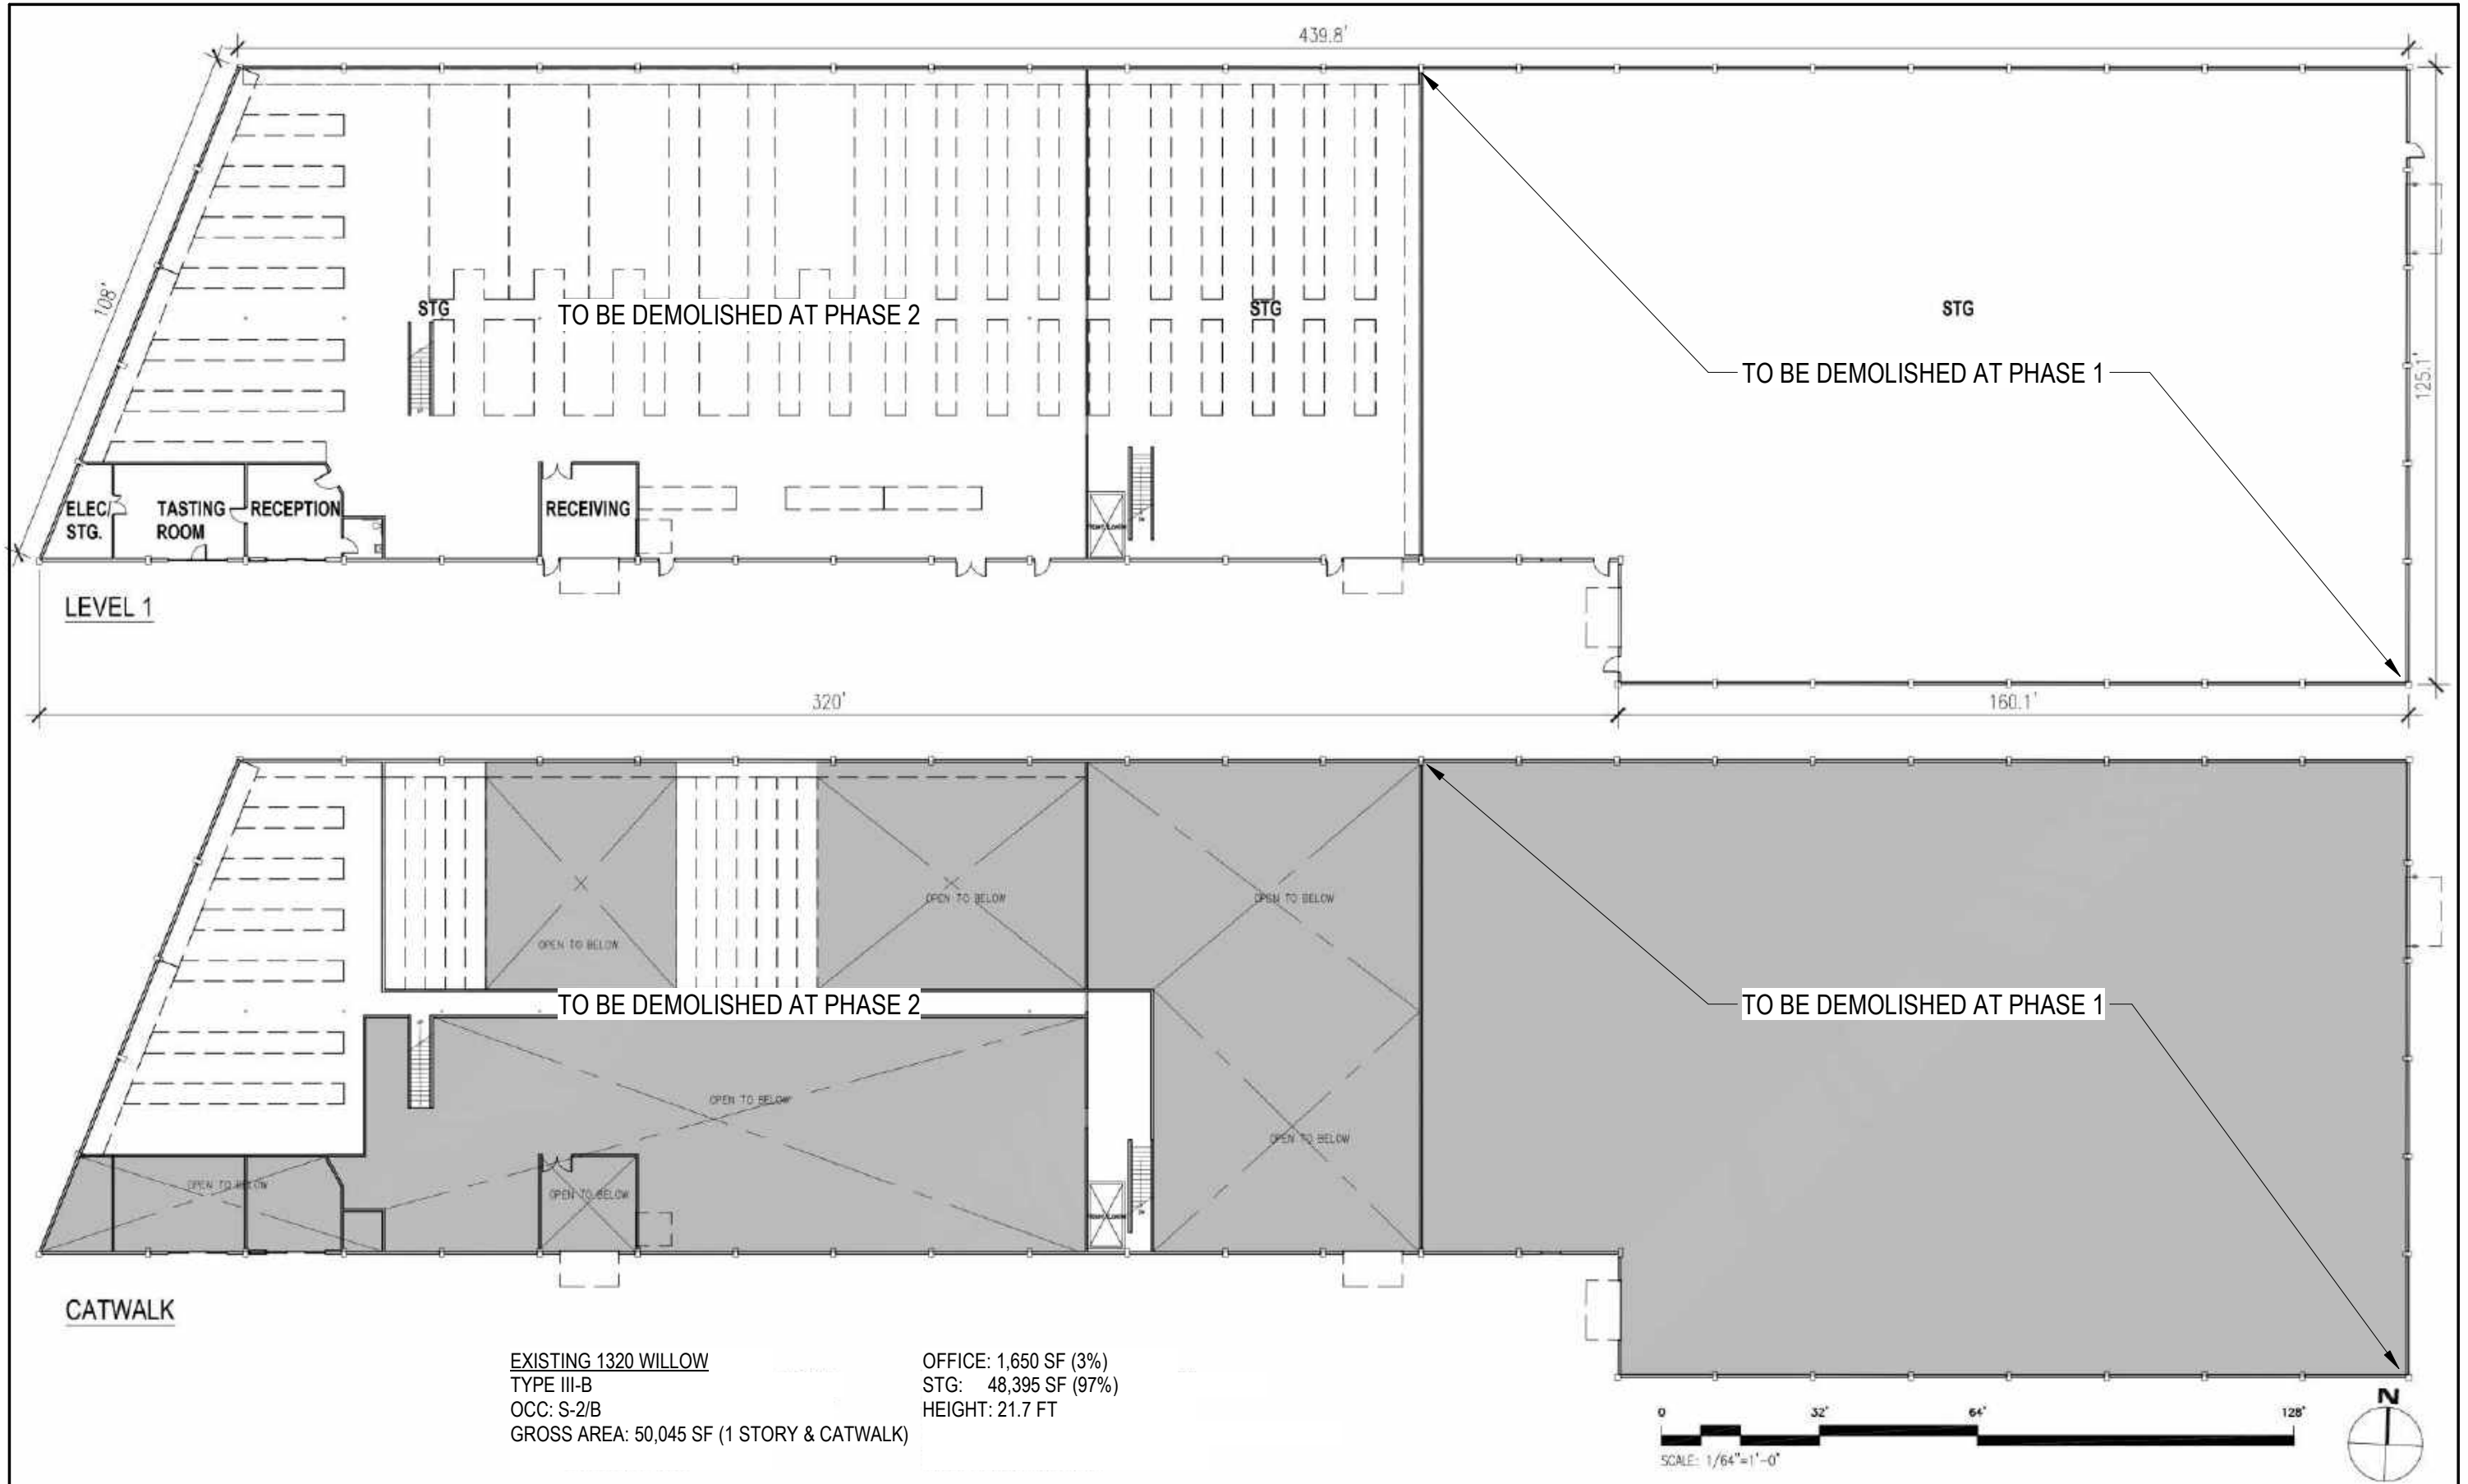 439.8'
108'
STG
TO BE DEMOLISHED AT PHASE 2
STG
STG
TO BE DEMOLISHED AT PHASE 1
125.1'
ELEC/
STG.
TASTING
ROOM
RECEPTION
RECEIVING
LEVEL 1
320'
160.1'
OPEN TO BELOW
OPEN TO BELOW
OPEN TO BELOW
TO BE DEMOLISHED AT PHASE 2
TO BE DEMOLISHED AT PHASE 1
OPEN TO BELOW
OPEN TO BELOW
OPEN TO BELOW
OPEN TO BELOW
CATWALK
EXISTING 1320 WILLOW
TYPE III-B
OCC: S-2/B
GROSS AREA: 50,045 SF (1 STORY & CATWALK)
OFFICE: 1,650 SF (3%)
STG: 48,395 SF (97%)
HEIGHT: 21.7 FT
0 32' 64' 128'
SCALE: 1/64"=1'-0"
N